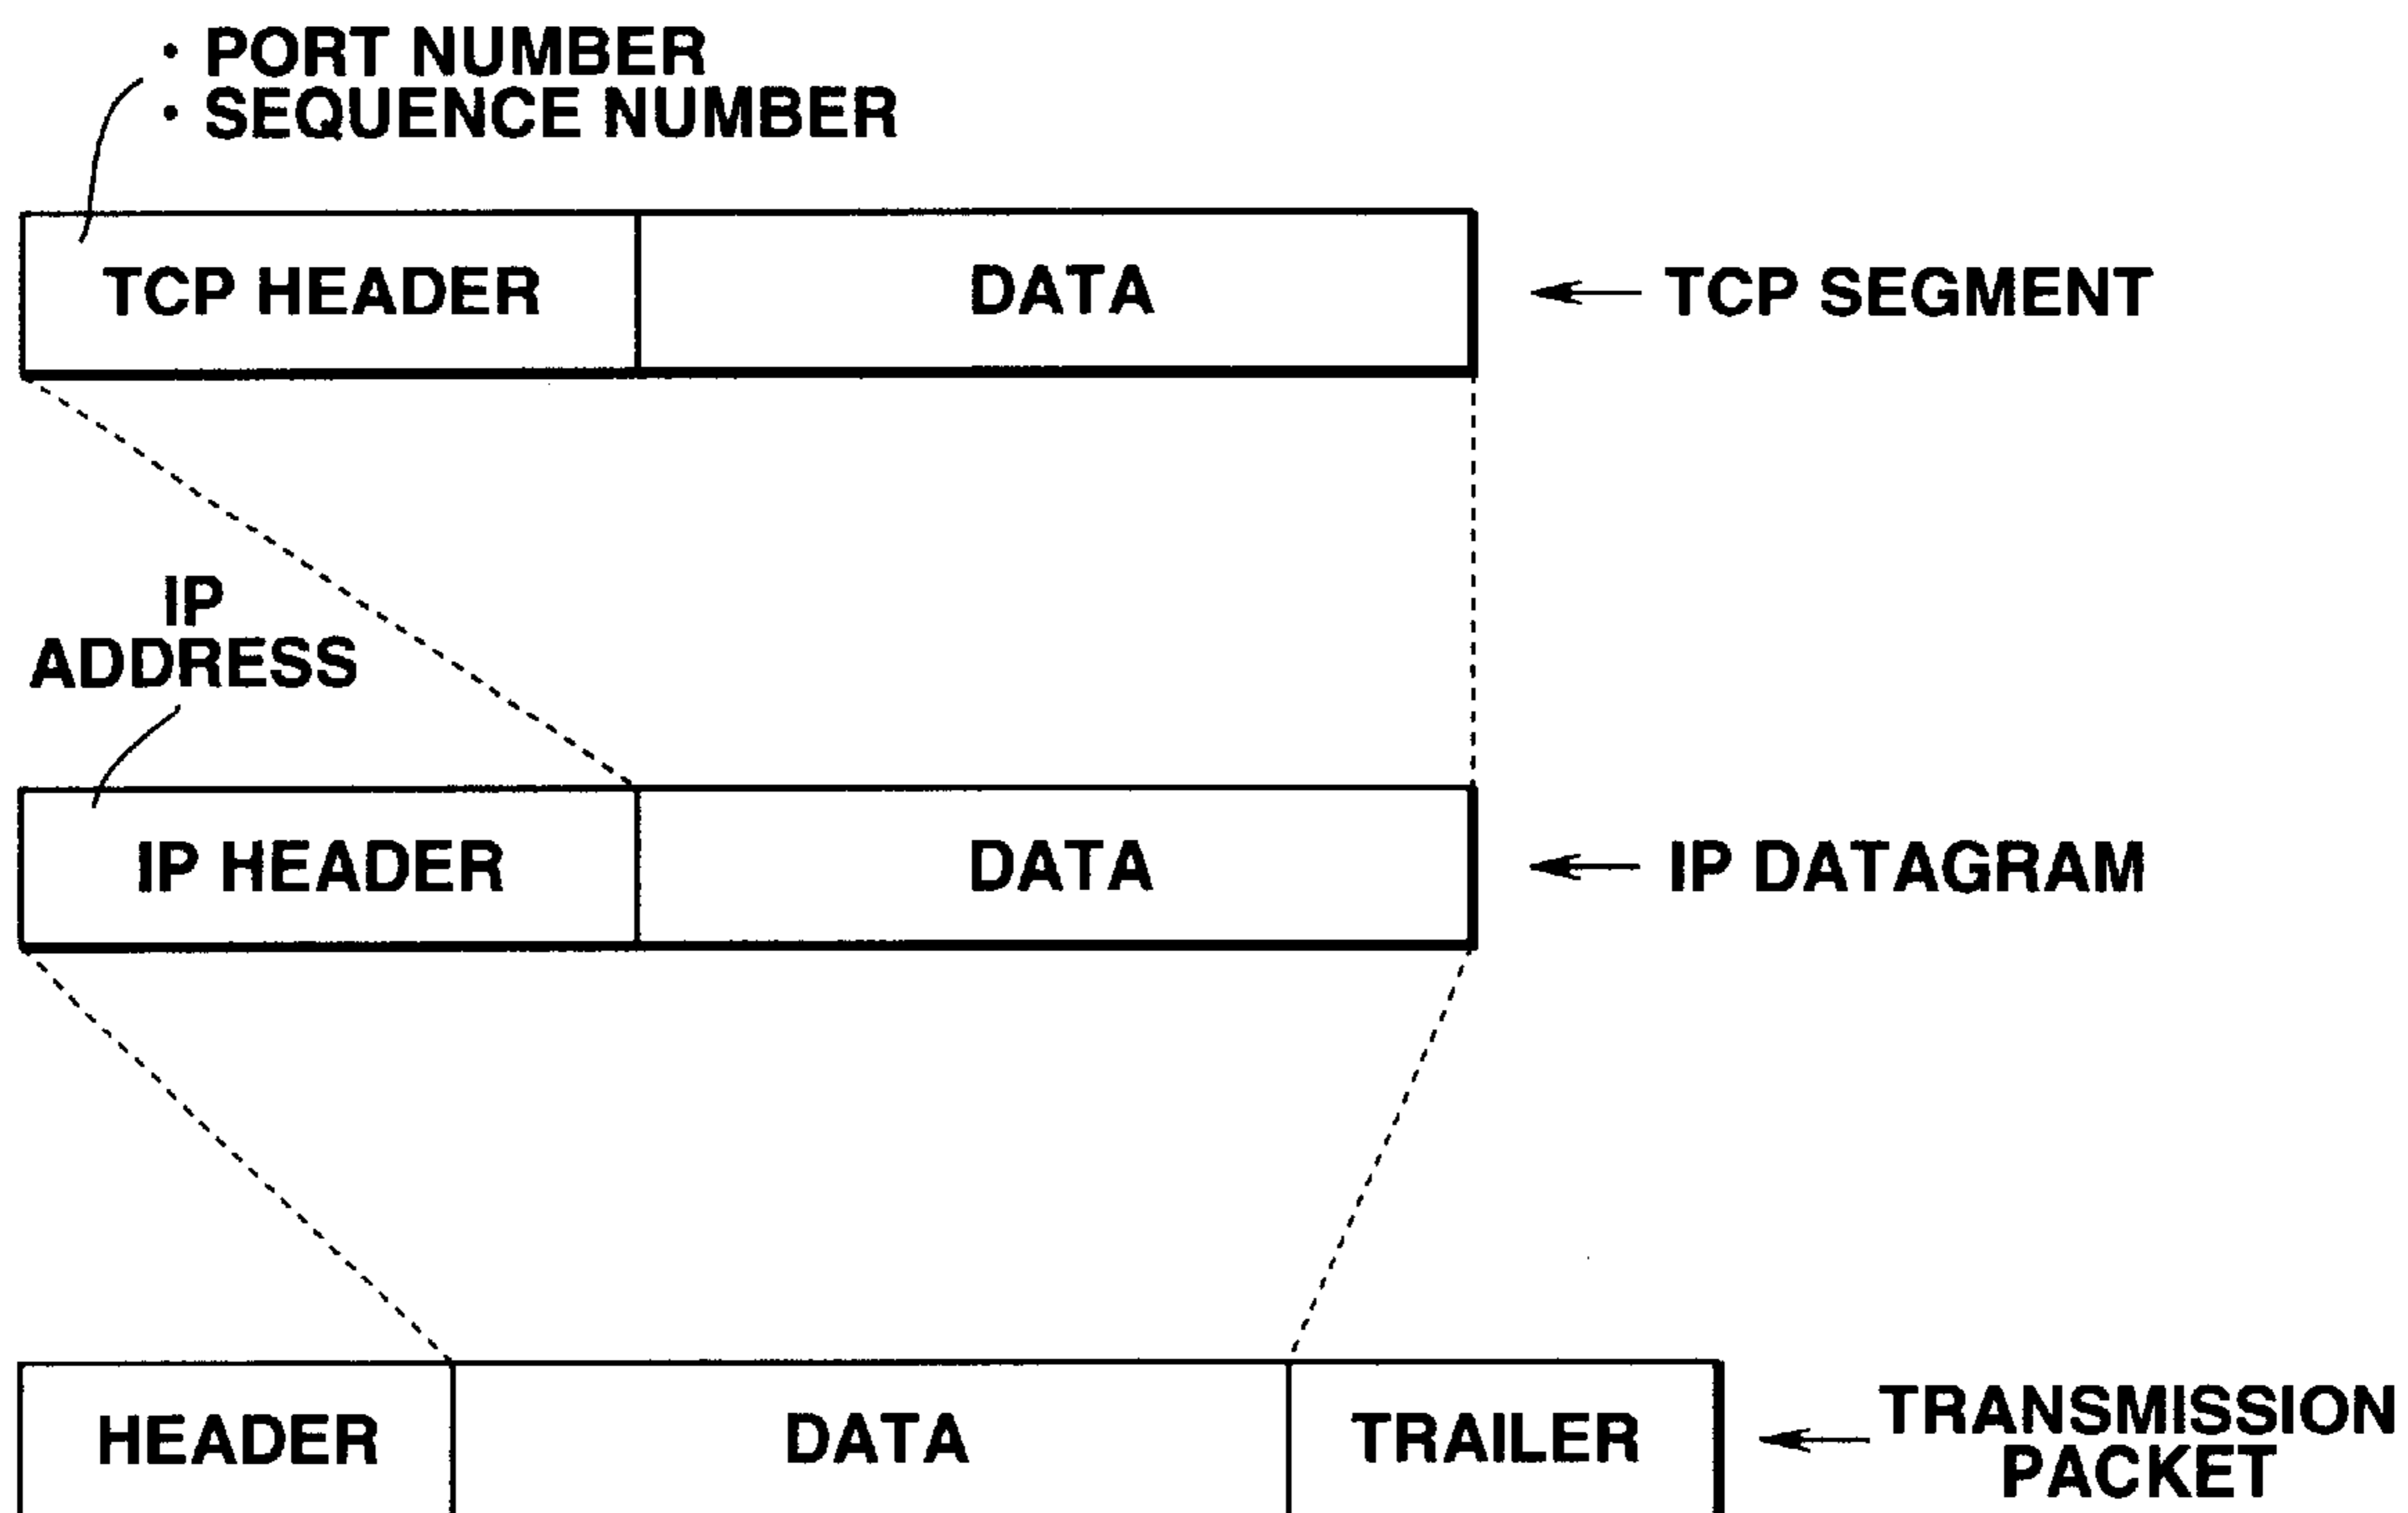 • PORT NUMBER
• SEQUENCE NUMBER
TCP HEADER DATA ← TCP SEGMENT
IP
ADDRESS
IP HEADER DATA ← IP DATAGRAM
HEADER DATA TRAILER ← TRANSMISSION
PACKET